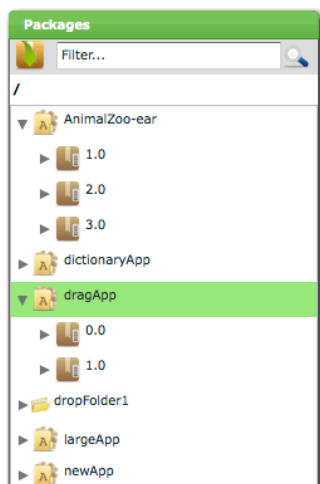 Packages
Filter...
/
AnimalZoo-ear
1.0
2.0
3.0
dictionaryApp
dragApp
0.0
1.0
dropFolder1
largeApp
newApp